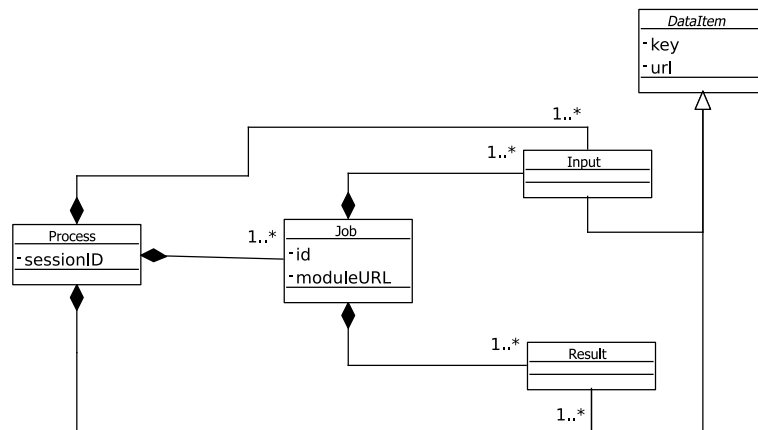 DataItem
- key
- url
1..*
1..*
Input
Process
- sessionID
1..*
Job
- id
- moduleURL
1..*
Result
1..*